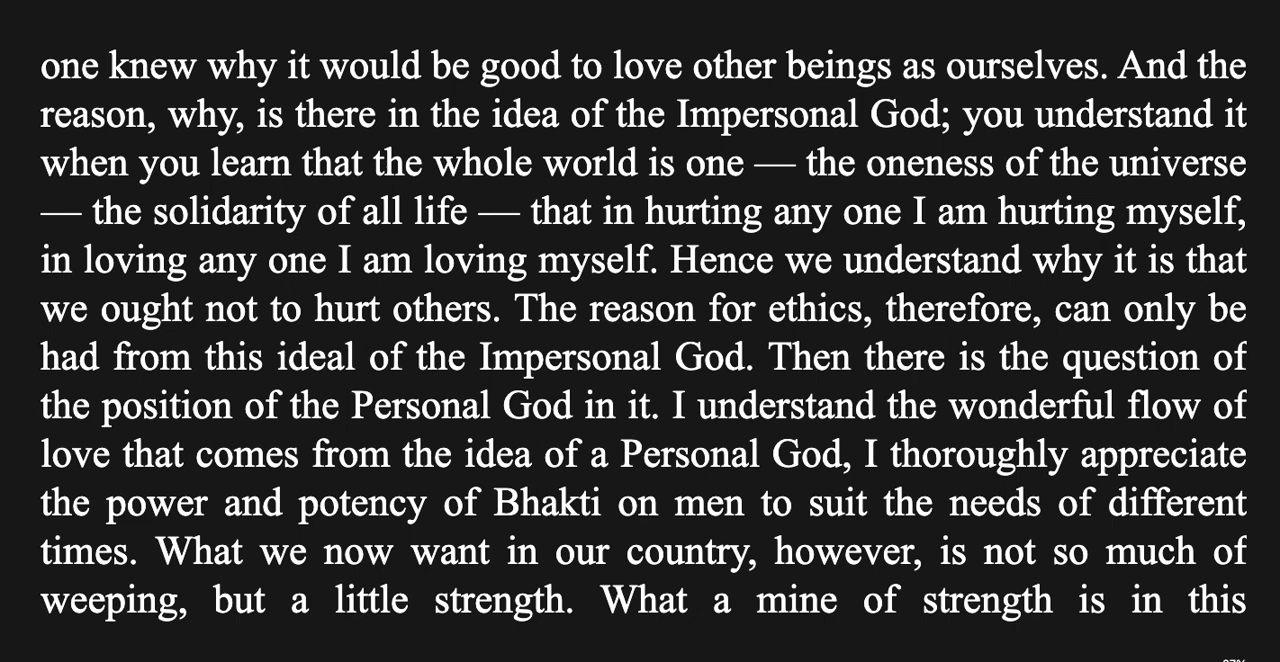 one knew why it would be good to love other beings as ourselves. And the
reason, why, is there in the idea of the Impersonal God; you understand it
when you learn that the whole world is one — the oneness of the universe
— the solidarity of all life — that in hurting any one I am hurting myself,
in loving any one I am loving myself. Hence we understand why it is that
we ought not to hurt others. The reason for ethics, therefore, can only be
had from this ideal of the Impersonal God. Then there is the question of
the position of the Personal God in it. I understand the wonderful flow of
love that comes from the idea of a Personal God, I thoroughly appreciate
the power and potency of Bhakti on men to suit the needs of different
times. What we now want in our country, however, is not so much of
weeping, but a little strength. What a mine of strength is in this